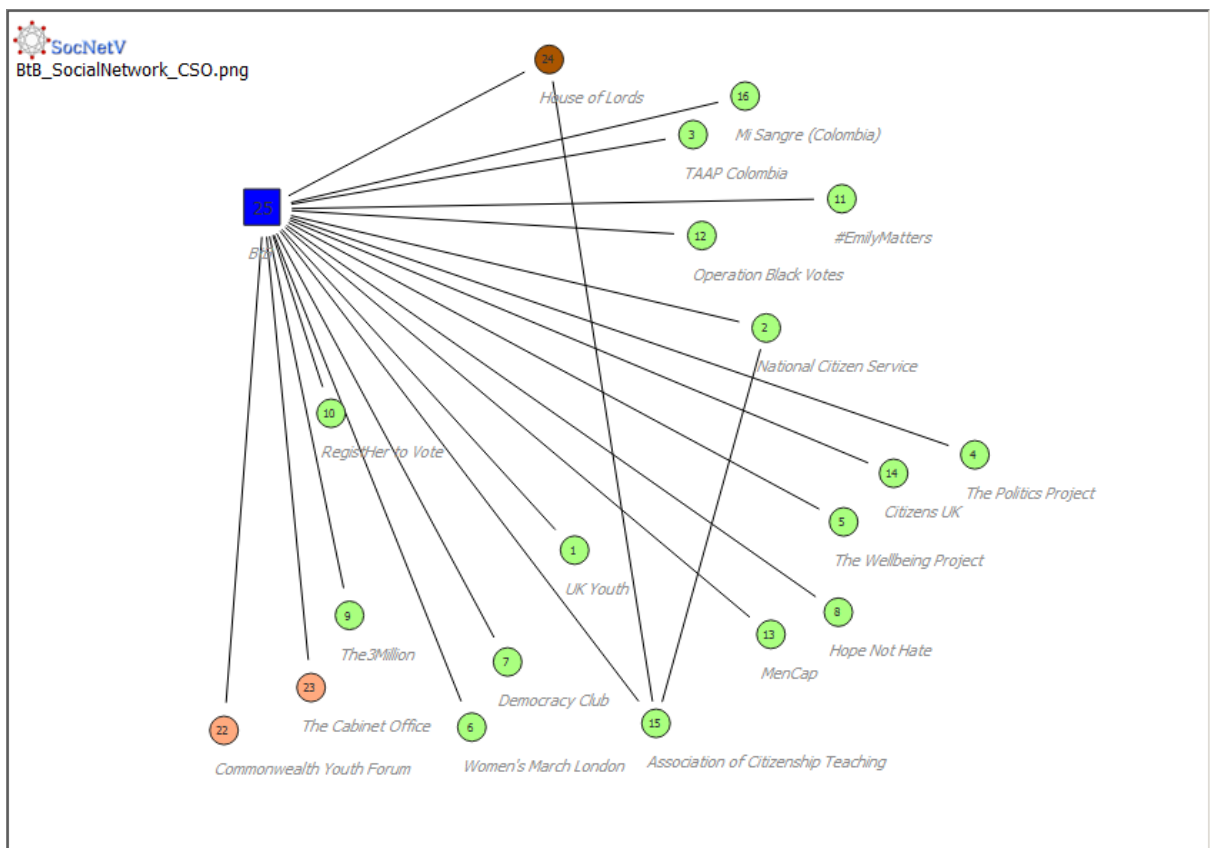 SocNetV
BtB_SocialNetwork_CSO.png
24
House of Lords
16
Mi Sangre (Colombia)
3
TAAP Colombia
25
BtB
11
#EmilyMatters
12
Operation Black Votes
2
National Citizen Service
10
RegistHer to Vote
4
The Politics Project
14
Citizens UK
5
The Wellbeing Project
1
UK Youth
9
The3Million
8
Hope Not Hate
13
MenCap
7
Democracy Club
23
The Cabinet Office
22
Commonwealth Youth Forum
6
Women's March London
15
Association of Citizenship Teaching